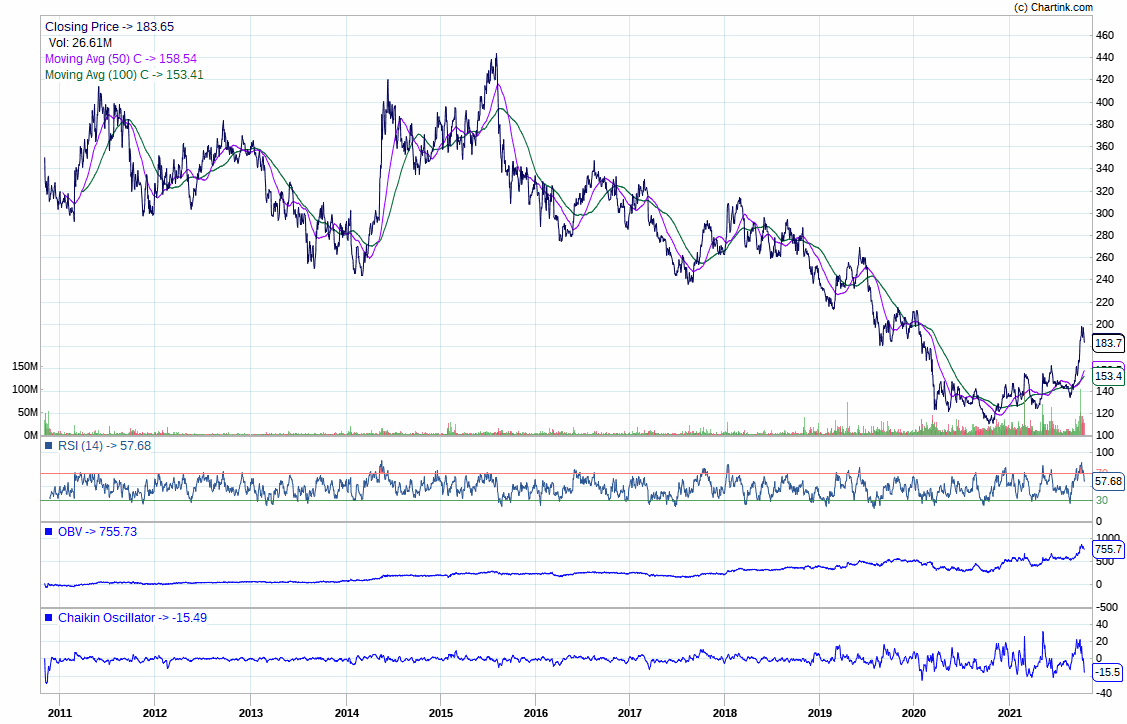 (c) Chartink.com
Closing Price -> 183.65
Vol: 26.61M
Moving Avg (50) C -> 158.54
Moving Avg (100) C -> 153.41
460
440
420
400
380
360
340
320
300
280
260
240
220
200
183.7
153.4
140
120
100
150M
100M
50M
0M
RSI (14) -> 57.68
100
70
57.68
30
0
OBV -> 755.73
1000
755.7
500
0
-500
Chaikin Oscillator -> -15.49
40
20
0
-15.5
-40
2011 2012 2013 2014 2015 2016 2017 2018 2019 2020 2021